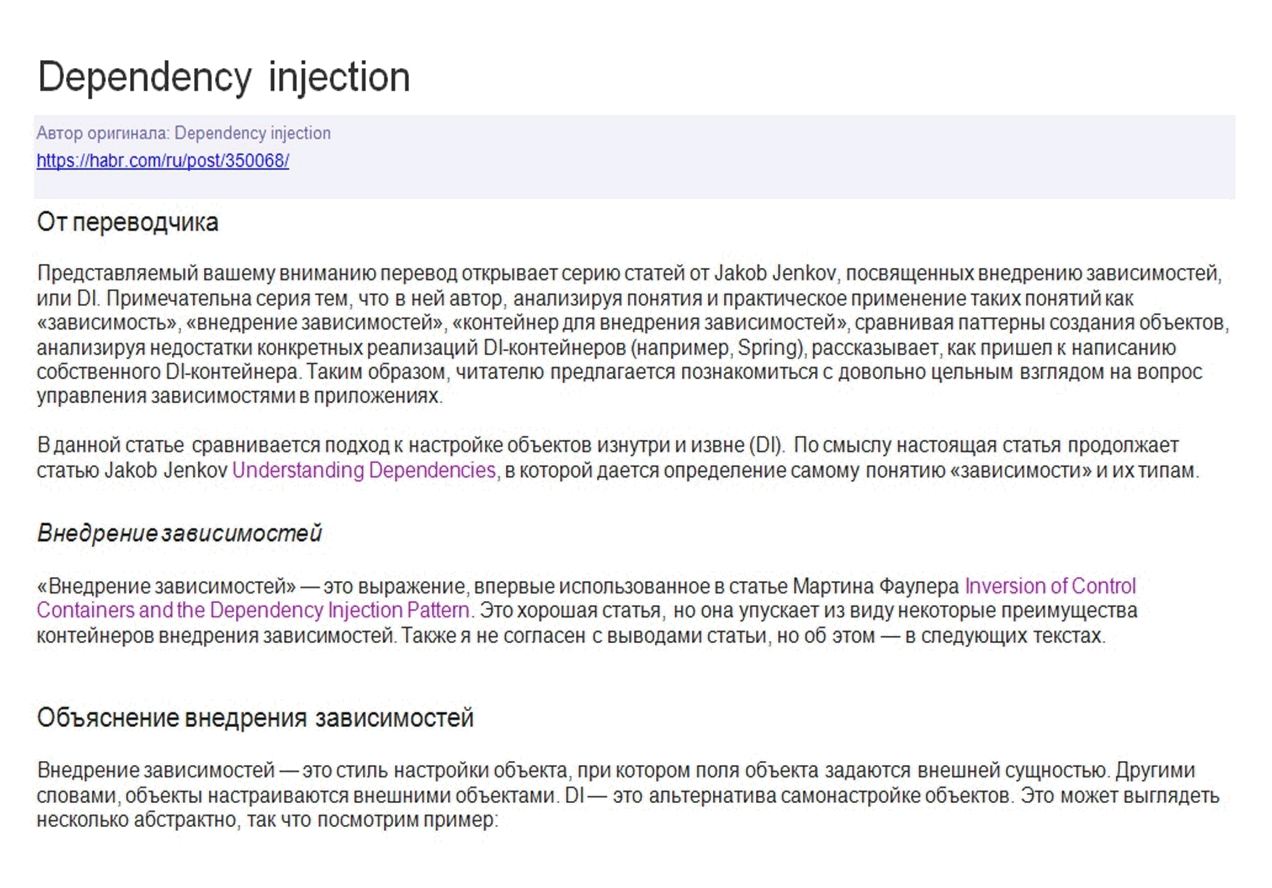 Dependency injection
Автор оригинала: Dependency injection
https://habr.com/ru/post/350068/
От переводчика
Представляемый вашему вниманию перевод открывает серию статей от Jakob Jenkov, посвященных внедрению зависимостей,
или DI. Примечательна серия тем, что в ней автор, анализируя понятия и практическое применение таких понятий как
«зависимость», «внедрение зависимостей», «контейнер для внедрения зависимостей», сравнивая паттерны создания объектов,
анализируя недостатки конкретных реализаций DI-контейнеров (например, Spring), рассказывает, как пришел к написанию
собственного DI-контейнера. Таким образом, читателю предлагается познакомиться с довольно цельным взглядом на вопрос
управления зависимостями в приложениях.
В данной статье сравнивается подход к настройке объектов изнутри и извне (DI). По смыслу настоящая статья продолжает
статью Jakob Jenkov Understanding Dependencies, в которой дается определение самому понятию «зависимости» и их типам.
Внедрение зависимостей
«Внедрение зависимостей» — это выражение, впервые использованное в статье Мартина Фаулера Inversion of Control
Containers and the Dependency Injection Pattern. Это хорошая статья, но она упускает из виду некоторые преимущества
контейнеров внедрения зависимостей. Также я не согласен с выводами статьи, но об этом — в следующих текстах.
Объяснение внедрения зависимостей
Внедрение зависимостей — это стиль настройки объекта, при котором поля объекта задаются внешней сущностью. Другими
словами, объекты настраиваются внешними объектами. DI — это альтернатива самонастройке объектов. Это может выглядеть
несколько абстрактно, так что посмотрим пример: